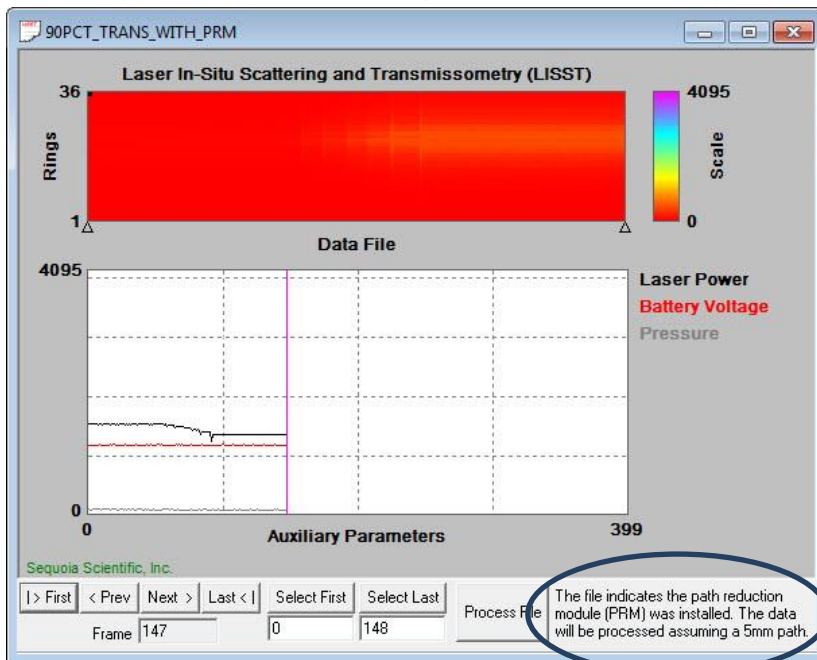 90PCT_TRANS_WITH_PRM
Laser In-Situ Scattering and Transmissometry (LISST)
36
Rings
1
4095
Scale
0
Data File
4095
0
0
Auxiliary Parameters
399
Laser Power
Battery Voltage
Pressure
Sequoia Scientific, Inc.
|> First
< Prev
Next >
Last <|
Select First
Select Last
Frame
147
0
148
Process File
The file indicates the path reduction
module (PRM) was installed. The data
will be processed assuming a 5mm path.